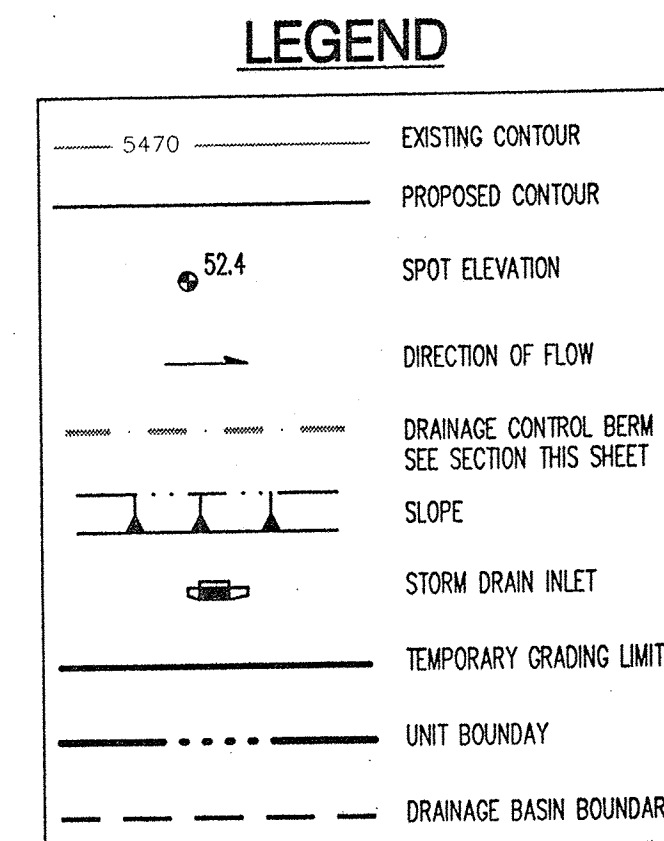 LEGEND
5470 EXISTING CONTOUR
PROPOSED CONTOUR
52.4 SPOT ELEVATION
DIRECTION OF FLOW
DRAINAGE CONTROL BERM
SEE SECTION THIS SHEET
SLOPE
STORM DRAIN INLET
TEMPORARY GRADING LIMIT
UNIT BOUNDAY
DRAINAGE BASIN BOUNDAR